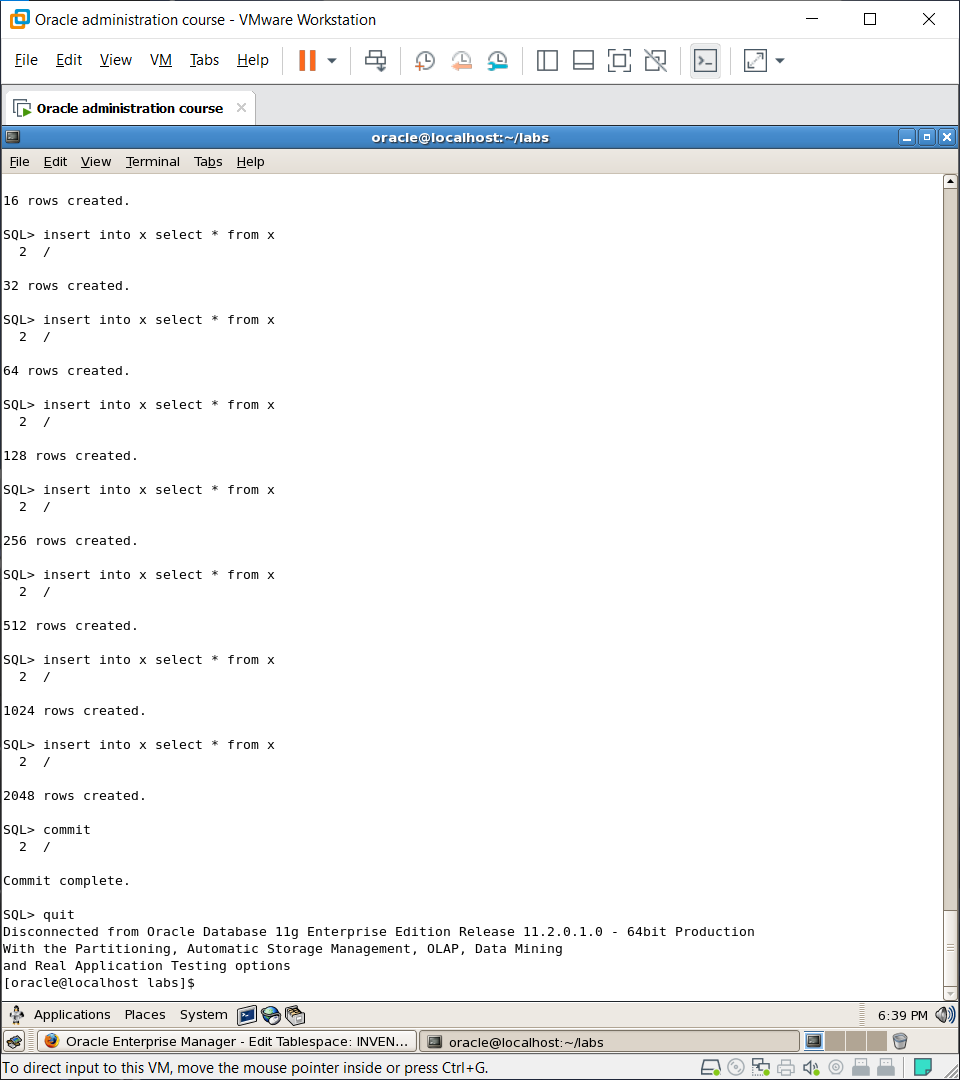 Oracle administration course - VMware Workstation
File Edit View VM Tabs Help
Oracle administration course
oracle@localhost:~/labs
File Edit View Terminal Tabs Help
16 rows created.
SQL> insert into x select * from x
  2  /
32 rows created.
SQL> insert into x select * from x
  2  /
64 rows created.
SQL> insert into x select * from x
  2  /
128 rows created.
SQL> insert into x select * from x
  2  /
256 rows created.
SQL> insert into x select * from x
  2  /
512 rows created.
SQL> insert into x select * from x
  2  /
1024 rows created.
SQL> insert into x select * from x
  2  /
2048 rows created.
SQL> commit
  2  /
Commit complete.
SQL> quit
Disconnected from Oracle Database 11g Enterprise Edition Release 11.2.0.1.0 - 64bit Production
With the Partitioning, Automatic Storage Management, OLAP, Data Mining
and Real Application Testing options
[oracle@localhost labs]$
Applications Places System 6:39 PM
Oracle Enterprise Manager - Edit Tablespace: INVEN... oracle@localhost:~/labs
To direct input to this VM, move the mouse pointer inside or press Ctrl+G.